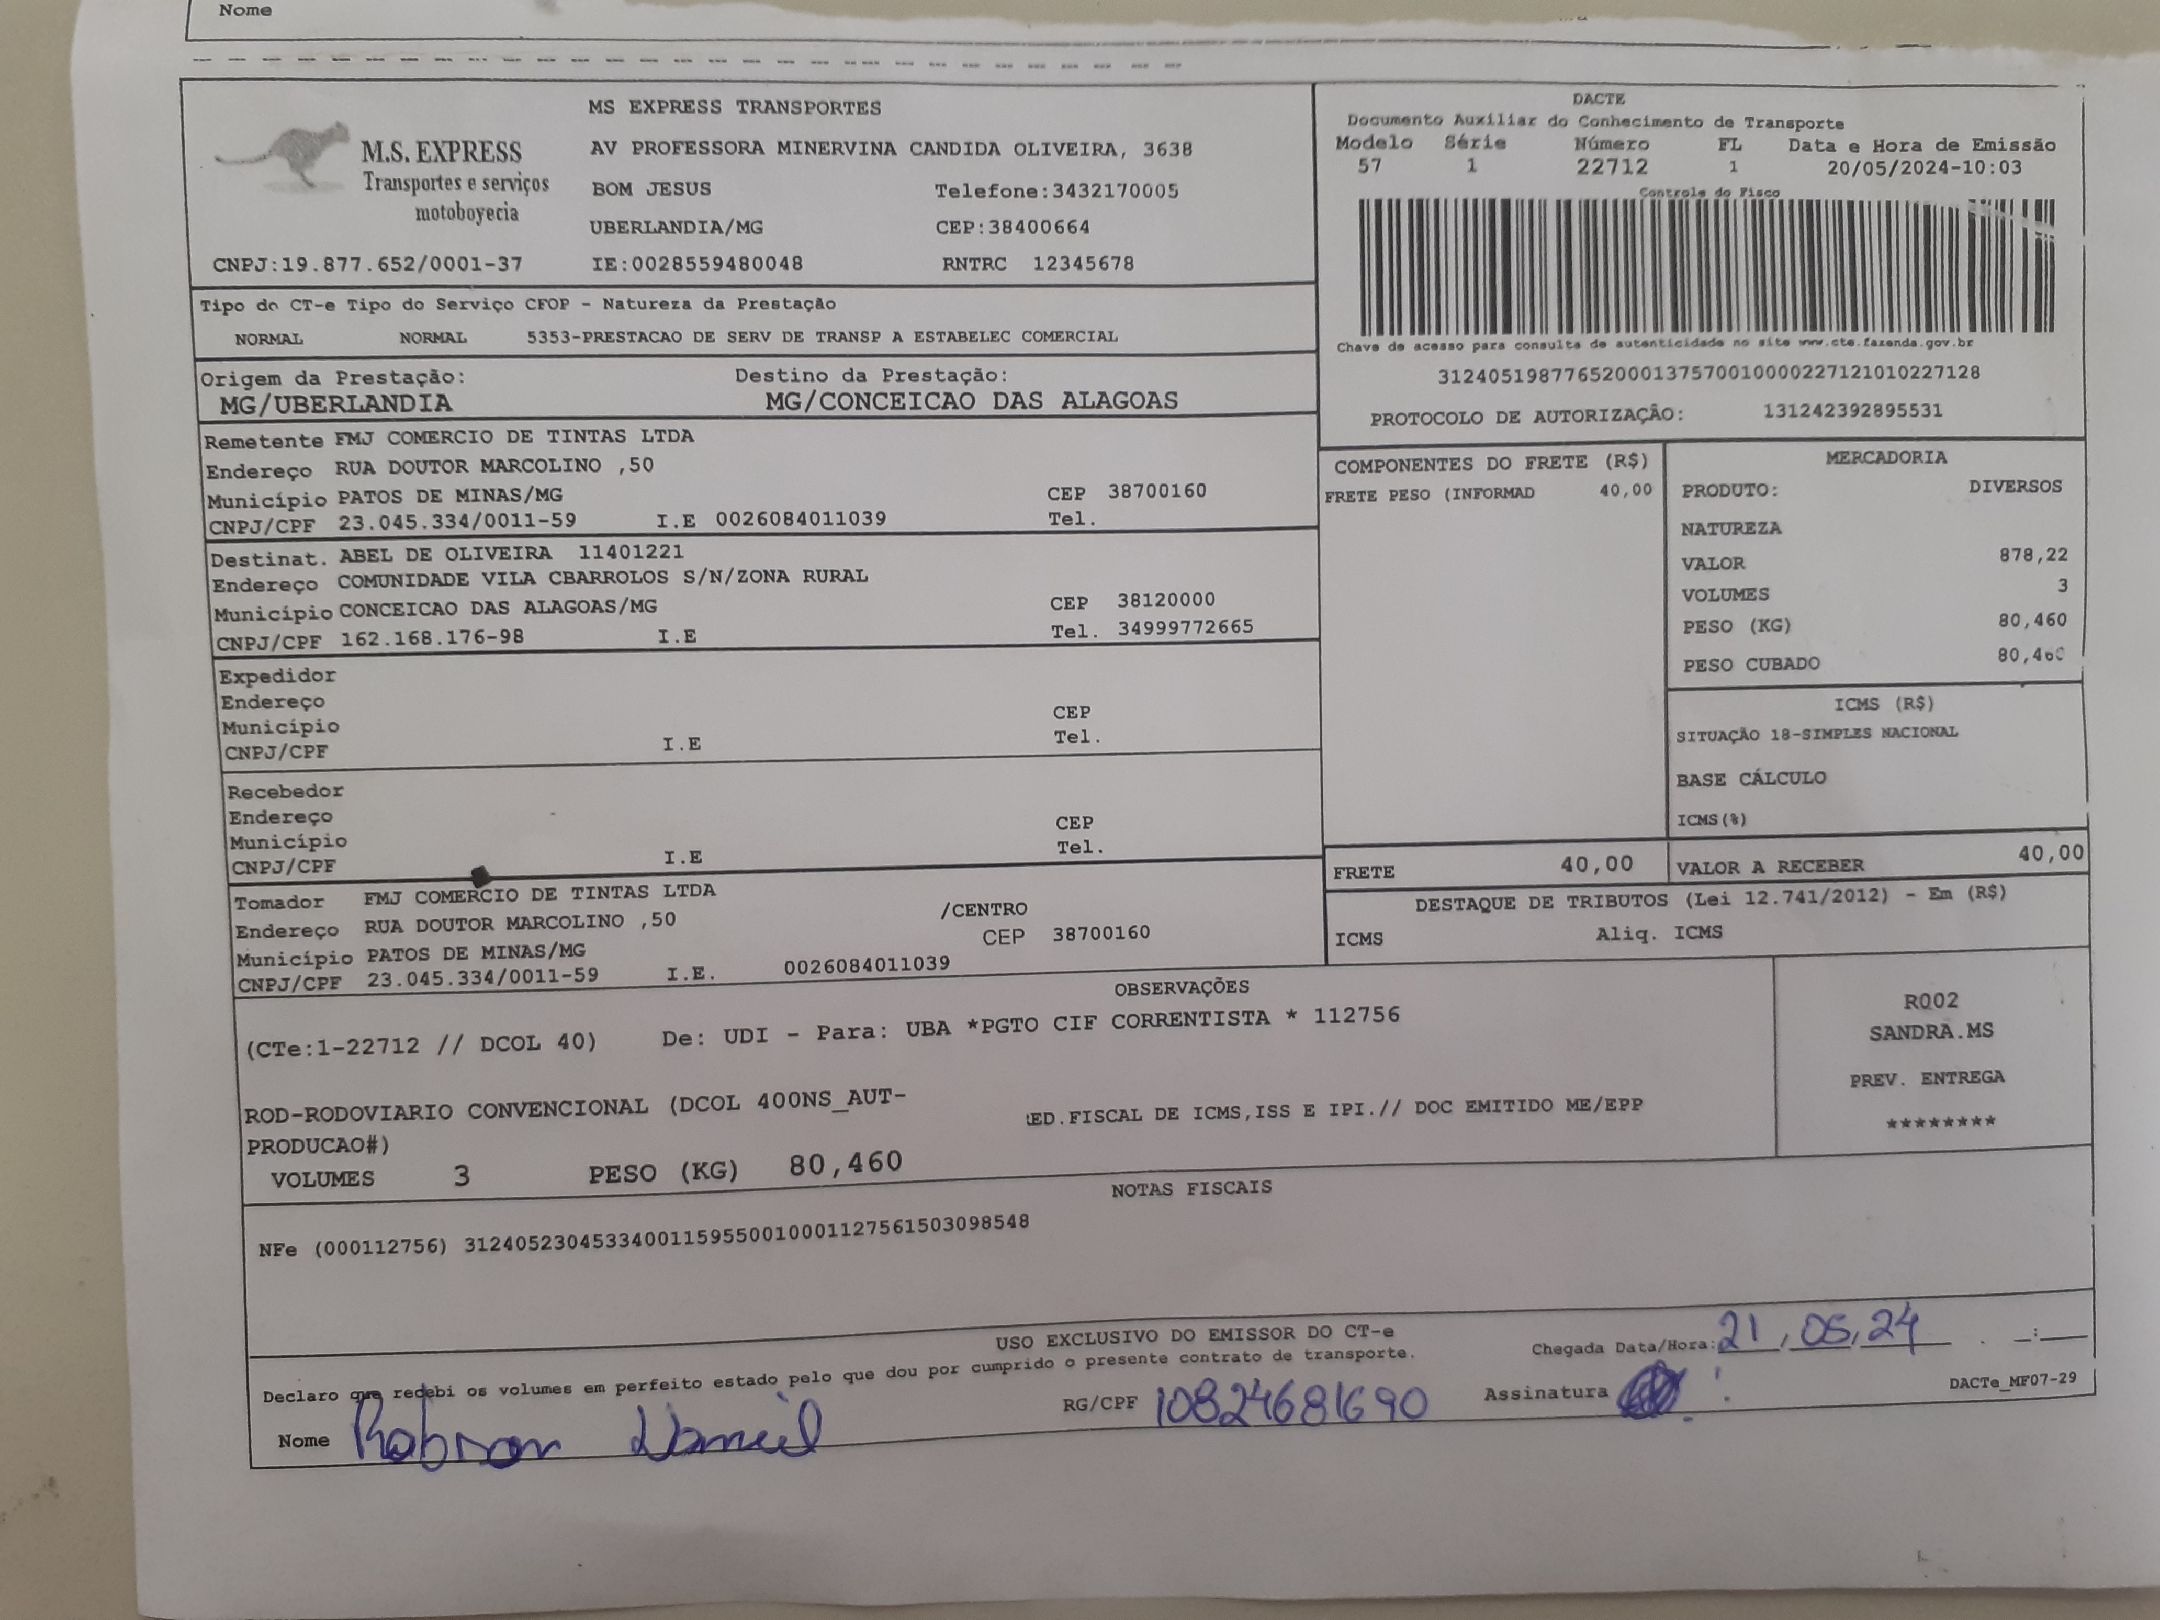 Nome
M.S. EXPRESS
Transportes e serviços
motoboyecia
MS EXPRESS TRANSPORTES
AV PROFESSORA MINERVINA CANDIDA OLIVEIRA, 3638
BOM JESUS Telefone:3432170005
UBERLANDIA/MG CEP:38400664
CNPJ:19.877.652/0001-37 IE:0028559480048 RNTRC 12345678
DACTE
Documento Auxiliar do Conhecimento de Transporte
Modelo Série Número FL Data e Hora de Emissão
57 1 22712 1 20/05/2024-10:03
Controle do Fisco
Chave de acesso para consulta de autenticidade no site www.cte.fazenda.gov.br
31240519877652000137570010000227121010227128
PROTOCOLO DE AUTORIZAÇÃO: 131242392895531
Tipo do CT-e Tipo do Serviço CFOP - Natureza da Prestação
NORMAL NORMAL 5353-PRESTACAO DE SERV DE TRANSP A ESTABELEC COMERCIAL
Origem da Prestação: Destino da Prestação:
MG/UBERLANDIA MG/CONCEICAO DAS ALAGOAS
Remetente FMJ COMERCIO DE TINTAS LTDA
Endereço RUA DOUTOR MARCOLINO ,50
Município PATOS DE MINAS/MG CEP 38700160
CNPJ/CPF 23.045.334/0011-59 I.E 0026084011039 Tel.
Destinat. ABEL DE OLIVEIRA 11401221
Endereço COMUNIDADE VILA CBARROLOS S/N/ZONA RURAL
Município CONCEICAO DAS ALAGOAS/MG CEP 38120000
CNPJ/CPF 162.168.176-98 I.E Tel. 34999772665
Expedidor
Endereço
Município CEP
CNPJ/CPF I.E Tel.
Recebedor
Endereço
Município CEP
CNPJ/CPF I.E Tel.
Tomador FMJ COMERCIO DE TINTAS LTDA
Endereço RUA DOUTOR MARCOLINO ,50 /CENTRO
Município PATOS DE MINAS/MG CEP 38700160
CNPJ/CPF 23.045.334/0011-59 I.E. 0026084011039
COMPONENTES DO FRETE (R$)
FRETE PESO (INFORMAD 40,00
MERCADORIA
PRODUTO: DIVERSOS
NATUREZA
VALOR 878,22
VOLUMES 3
PESO (KG) 80,460
PESO CUBADO 80,460
ICMS (R$)
SITUAÇÃO 18-SIMPLES NACIONAL
BASE CÁLCULO
ICMS(%)
FRETE 40,00 VALOR A RECEBER 40,00
DESTAQUE DE TRIBUTOS (Lei 12.741/2012) - Em (R$)
ICMS Aliq. ICMS
OBSERVAÇÕES
(CTe:1-22712 // DCOL 40) De: UDI - Para: UBA *PGTO CIF CORRENTISTA * 112756
ROD-RODOVIARIO CONVENCIONAL (DCOL 400NS_AUT-
PRODUCAO#)
ED.FISCAL DE ICMS,ISS E IPI.// DOC EMITIDO ME/EPP
VOLUMES 3 PESO (KG) 80,460
R002
SANDRA.MS
PREV. ENTREGA
********
NOTAS FISCAIS
NFe (000112756) 31240523045334001159550010001127561503098548
USO EXCLUSIVO DO EMISSOR DO CT-e
Declaro que recebi os volumes em perfeito estado pelo que dou por cumprido o presente contrato de transporte.
Chegada Data/Hora: 21,05,24 . _:__
Nome Robson Daniel RG/CPF 10824681690 Assinatura
DACTe_MF07-29